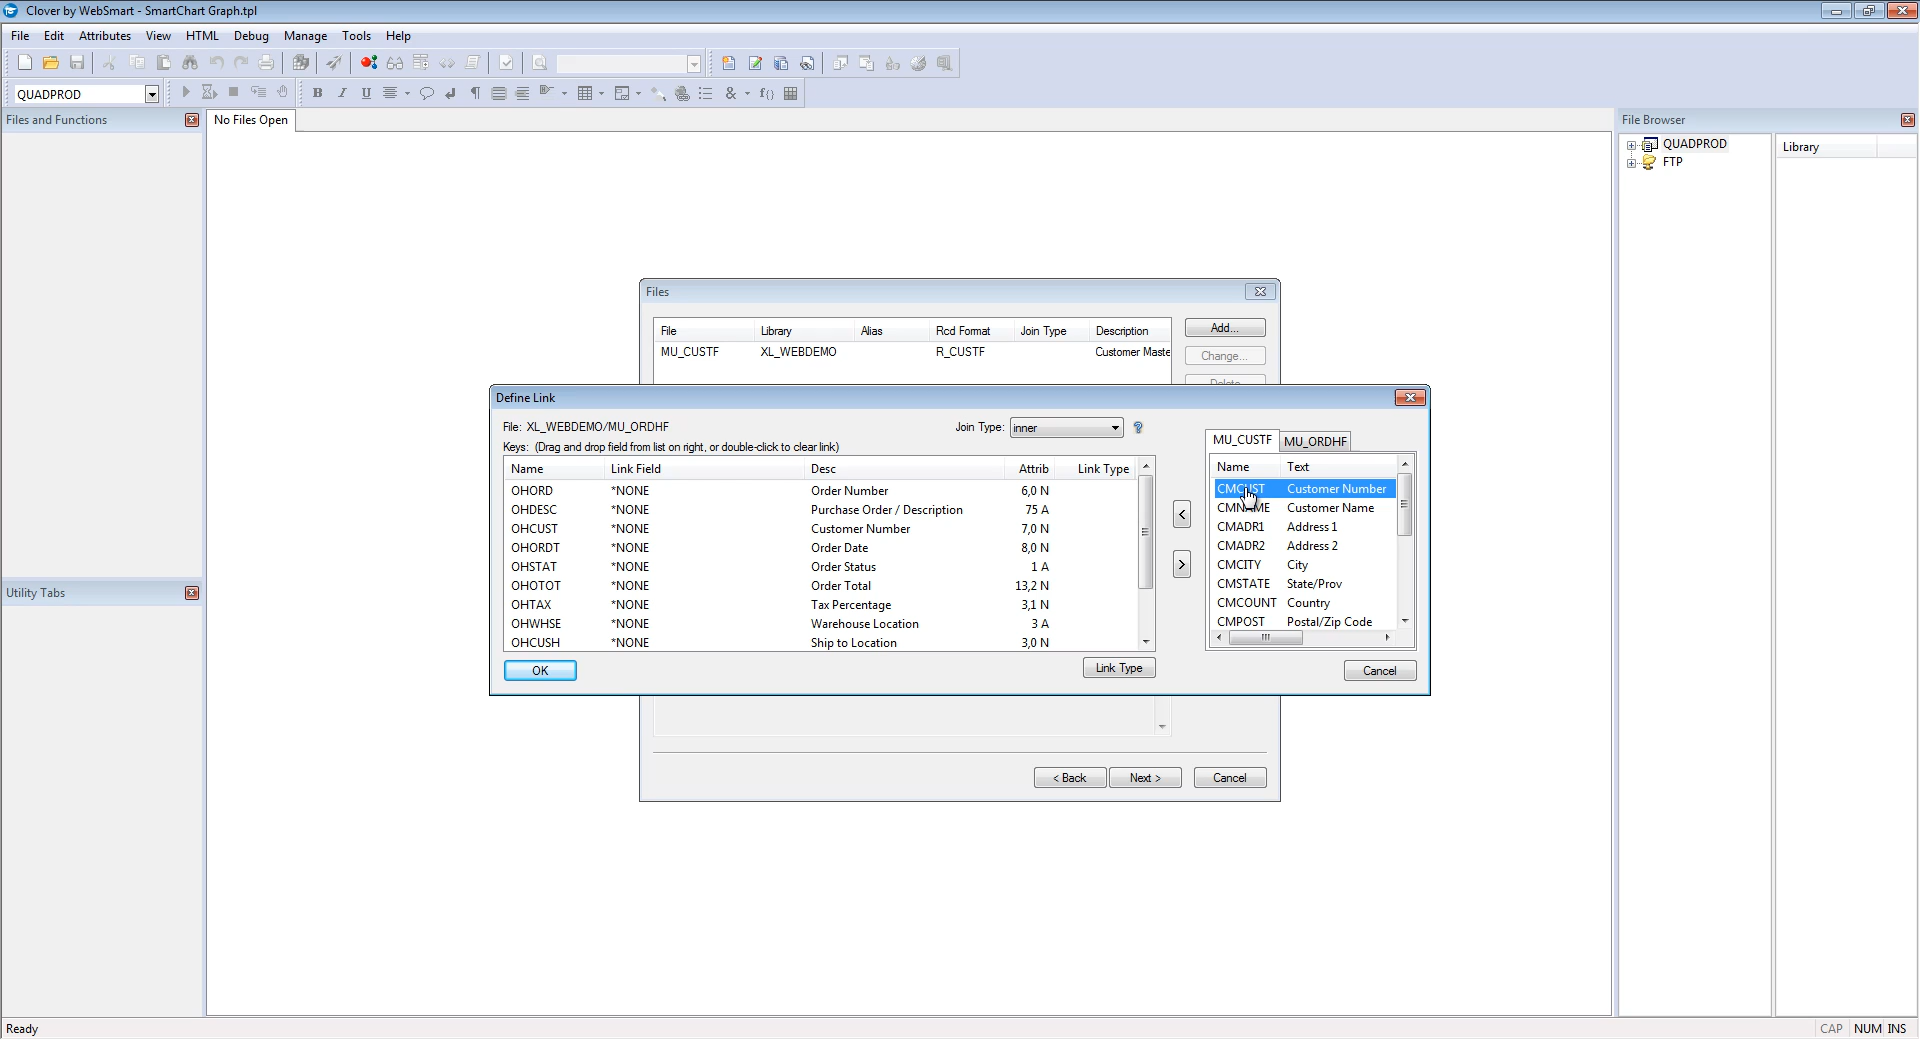 Clover by WebSmart - SmartChart Graph.tpl
File Edit Attributes View HTML Debug Manage Tools Help
QUADPROD
B I U & f()
Files and Functions
No Files Open
File Browser
QUADPROD
FTP
Library
Files
File Library Alias Rcd Format Join Type Description
MU_CUSTF XL_WEBDEMO R_CUSTF Customer Maste
Add...
Change...
Delete
Define Link
File: XL_WEBDEMO/MU_ORDHF
Join Type: inner
Keys: (Drag and drop field from list on right, or double-click to clear link)
Name Link Field Desc Attrib Link Type
OHORD *NONE Order Number 6,0 N
OHDESC *NONE Purchase Order / Description 75 A
OHCUST *NONE Customer Number 7,0 N
OHORDT *NONE Order Date 8,0 N
OHSTAT *NONE Order Status 1 A
OHOTOT *NONE Order Total 13,2 N
OHTAX *NONE Tax Percentage 3,1 N
OHWHSE *NONE Warehouse Location 3 A
OHCUSH *NONE Ship to Location 3,0 N
<
>
MU_CUSTF MU_ORDHF
Name Text
CMCUST Customer Number
CMNAME Customer Name
CMADR1 Address 1
CMADR2 Address 2
CMCITY City
CMSTATE State/Prov
CMCOUNT Country
CMPOST Postal/Zip Code
OK
Link Type
Cancel
< Back Next > Cancel
Utility Tabs
Ready
CAP NUM INS